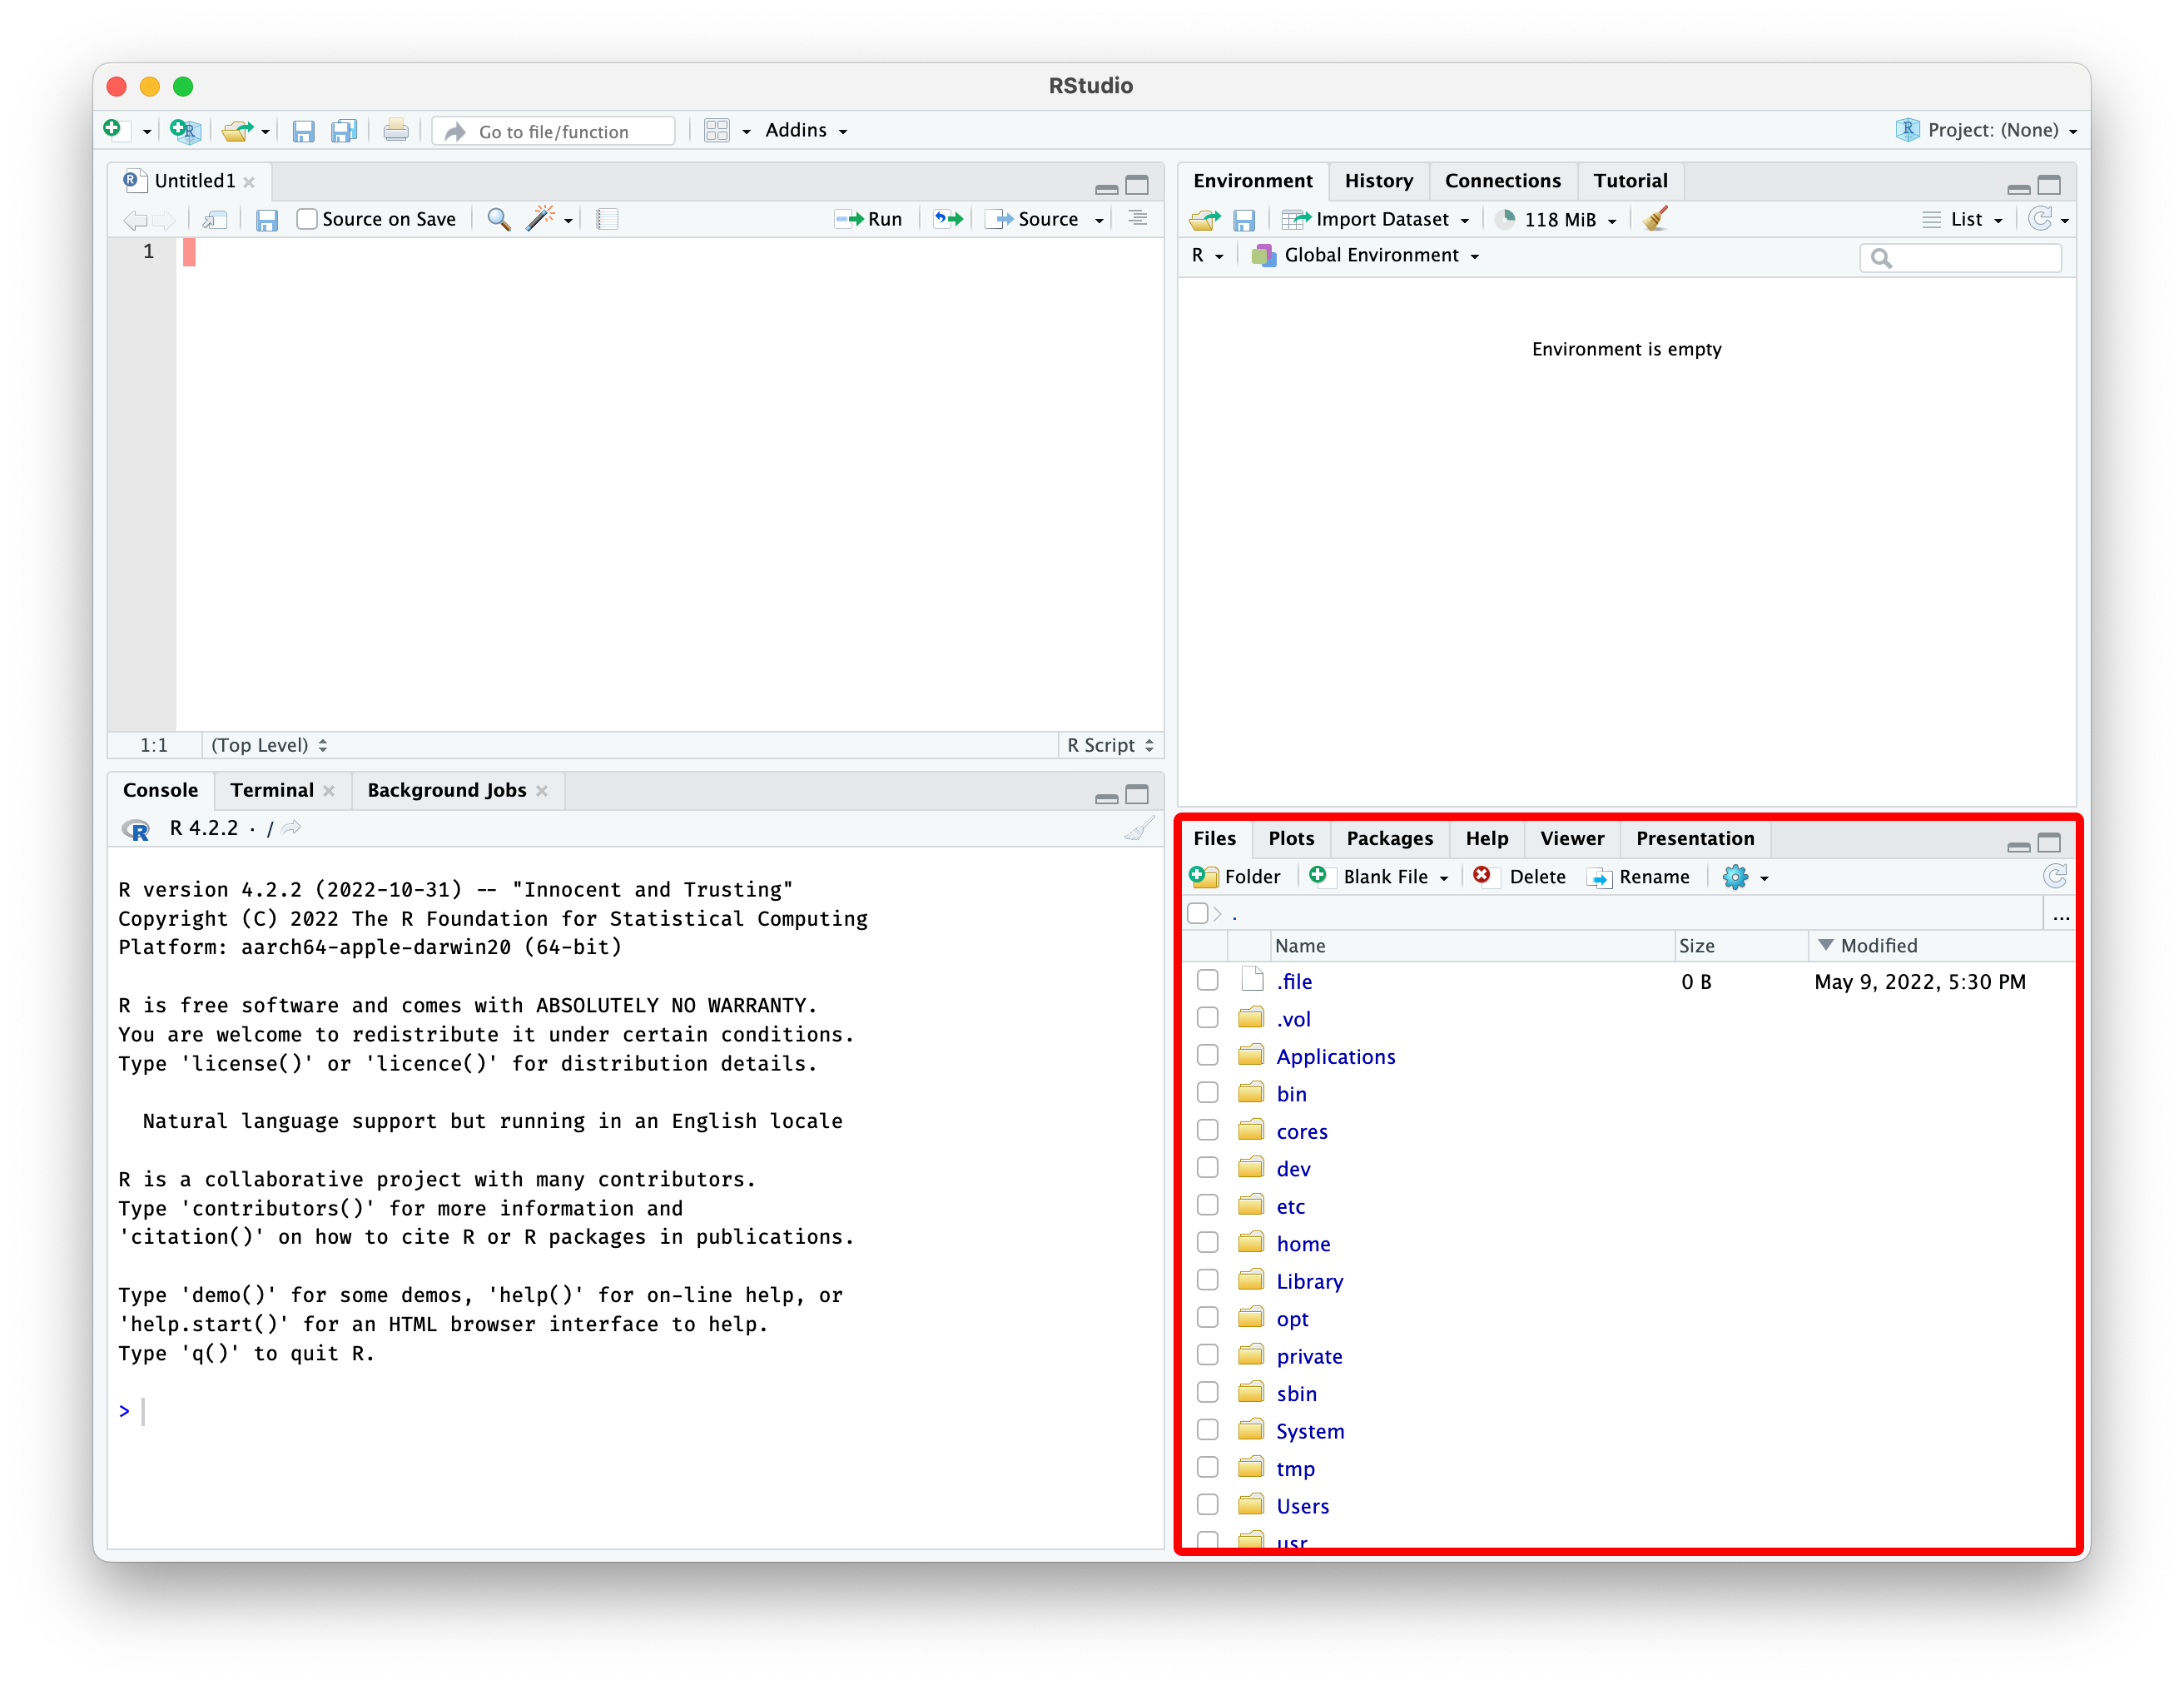 RStudio
Go to file/function
Addins
Project: (None)
Untitled1
Source on Save
Run
Source
1
1:1
(Top Level)
R Script
Console
Terminal
Background Jobs
R 4.2.2 · /
R version 4.2.2 (2022-10-31) -- "Innocent and Trusting"
Copyright (C) 2022 The R Foundation for Statistical Computing
Platform: aarch64-apple-darwin20 (64-bit)
R is free software and comes with ABSOLUTELY NO WARRANTY.
You are welcome to redistribute it under certain conditions.
Type 'license()' or 'licence()' for distribution details.
Natural language support but running in an English locale
R is a collaborative project with many contributors.
Type 'contributors()' for more information and
'citation()' on how to cite R or R packages in publications.
Type 'demo()' for some demos, 'help()' for on-line help, or
'help.start()' for an HTML browser interface to help.
Type 'q()' to quit R.
>
Environment
History
Connections
Tutorial
Import Dataset
118 MiB
List
R
Global Environment
Environment is empty
Files
Plots
Packages
Help
Viewer
Presentation
Folder
Blank File
Delete
Rename
.
...
Name
Size
Modified
.file 0 B May 9, 2022, 5:30 PM
.vol
Applications
bin
cores
dev
etc
home
Library
opt
private
sbin
System
tmp
Users
usr